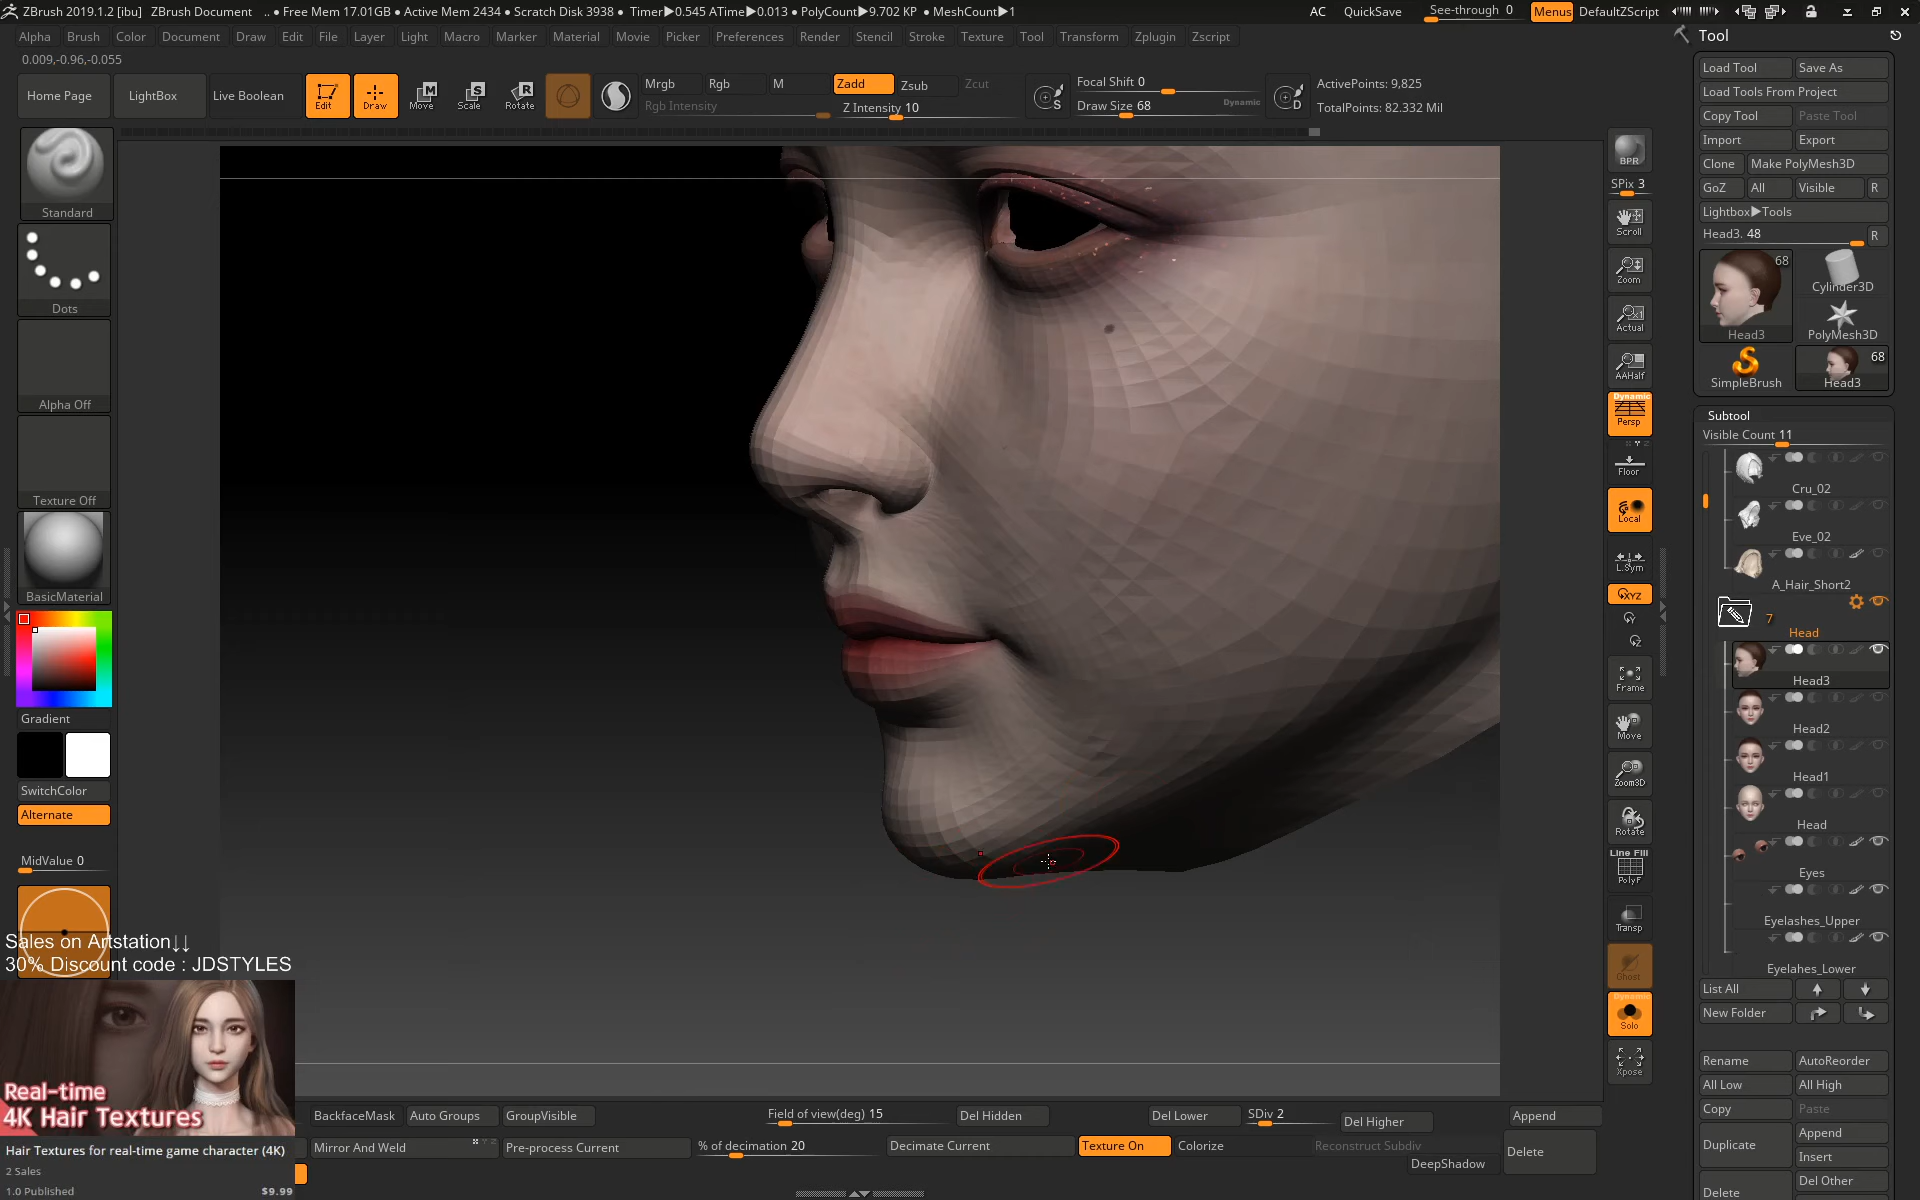 ZBrush 2019.1.2 [ibu] ZBrush Document .. • Free Mem 17.01GB • Active Mem 2434 • Scratch Disk 3938 • Timer▶0.545 ATime▶0.013 • PolyCount▶9.702 KP • MeshCount▶1 AC QuickSave See-through 0 Menus DefaultZScript
Alpha Brush Color Document Draw Edit File Layer Light Macro Marker Material Movie Picker Preferences Render Stencil Stroke Texture Tool Transform Zplugin Zscript
0.009,-0.96,-0.055
Home Page LightBox Live Boolean Edit Draw Move Scale Rotate
Mrgb Rgb M Zadd Zsub Zcut
Rgb Intensity Z Intensity 10
Focal Shift 0
Draw Size 68 Dynamic
ActivePoints: 9,825
TotalPoints: 82.332 Mil
Standard
Dots
Alpha Off
Texture Off
BasicMaterial
Gradient
SwitchColor
Alternate
MidValue 0
Sales on Artstation↓↓
30% Discount code : JDSTYLES
Real-time
4K Hair Textures
Hair Textures for real-time game character (4K)
2 Sales
1.0 Published $9.99
BPR
SPix 3
Scroll
Zoom
Actual
AAHalf
Dynamic
Persp
Floor
Local
L.Sym
XYZ
Y
Z
Frame
Move
Zoom3D
Rotate
Line Fill
PolyF
Transp
Ghost
Dynamic
Solo
Xpose
Tool
Load Tool Save As
Load Tools From Project
Copy Tool Paste Tool
Import Export
Clone Make PolyMesh3D
GoZ All Visible R
Lightbox▶Tools
Head3. 48 R
68
Cylinder3D
Head3 PolyMesh3D
68
SimpleBrush Head3
Subtool
Visible Count 11
Cru_02
Eve_02
A_Hair_Short2
7
Head
Head3
Head2
Head1
Head
Eyes
Eyelashes_Upper
Eyelahes_Lower
List All
New Folder
Rename AutoReorder
All Low All High
Copy Paste
Duplicate Append
Insert
Delete Del Other
BackfaceMask Auto Groups GroupVisible Field of view(deg) 15 Del Hidden Del Lower SDiv 2 Del Higher Append
Mirror And Weld Pre-process Current % of decimation 20 Decimate Current Texture On Colorize Reconstruct Subdiv Delete
DeepShadow